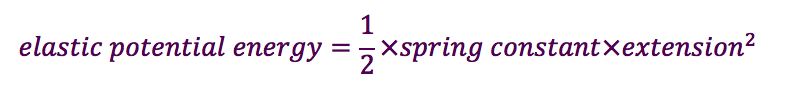 elastic potential energy = 1/2 ×spring constant×extension²